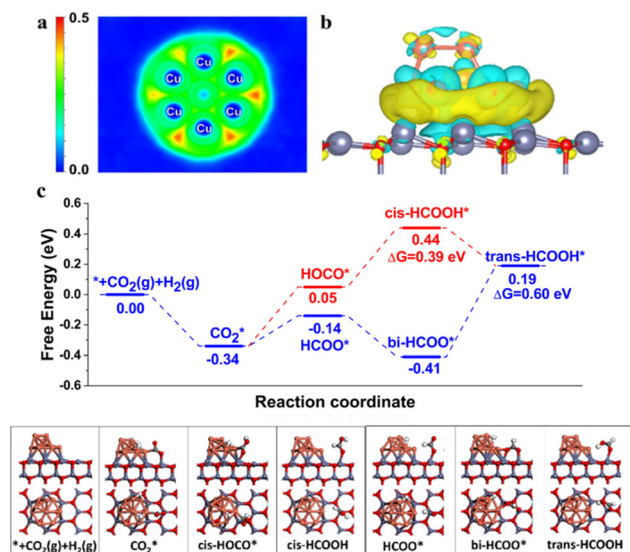 a
b
0.5
0.0
Cu
Cu
Cu
Cu
Cu
Cu
c
Free Energy (eV)
0.6
0.4
0.2
0.0
-0.2
-0.4
-0.6
*+CO₂(g)+H₂(g)
0.00
CO₂*
-0.34
HOCO*
0.05
-0.14
HCOO*
cis-HCOOH*
0.44
ΔG=0.39 eV
bi-HCOO*
-0.41
trans-HCOOH*
0.19
ΔG=0.60 eV
Reaction coordinate
*+CO₂(g)+H₂(g)
CO₂*
cis-HOCO*
cis-HCOOH
HCOO*
bi-HCOO*
trans-HCOOH